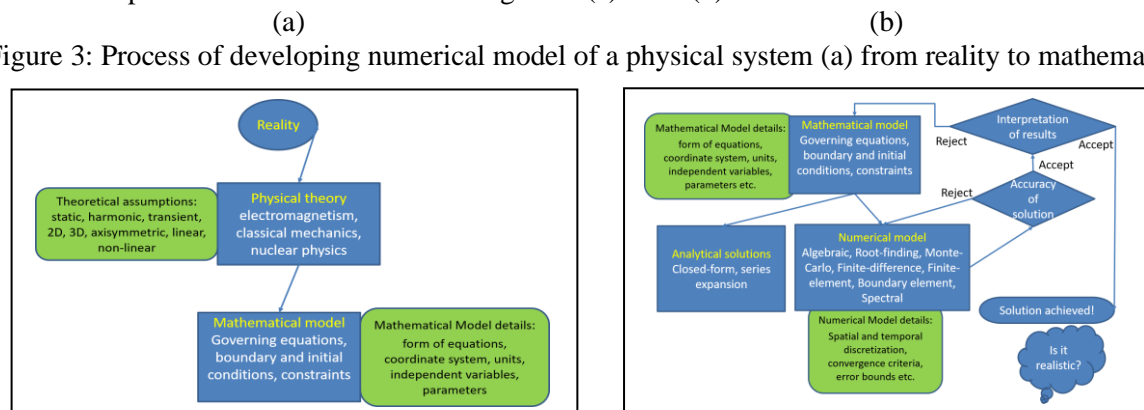 (a) (b)
Figure 3: Process of developing numerical model of a physical system (a) from reality to mathema
Reality
Theoretical assumptions:
static, harmonic, transient,
2D, 3D, axisymmetric, linear,
non-linear
Physical theory
electromagnetism,
classical mechanics,
nuclear physics
Mathematical model
Governing equations,
boundary and initial
conditions, constraints
Mathematical Model details:
form of equations,
coordinate system, units,
independent variables,
parameters
Mathematical Model details:
form of equations,
coordinate system, units,
independent variables,
parameters etc.
Mathematical model
Governing equations,
boundary and initial
conditions, constraints
Interpretation
of results
Reject
Accept
Accept
Reject
Accuracy
of
solution
Analytical solutions
Closed-form, series
expansion
Numerical model
Algebraic, Root-finding, Monte-
Carlo, Finite-difference, Finite-
element, Boundary element,
Spectral
Numerical Model details:
Spatial and temporal
discretization,
convergence criteria,
error bounds etc.
Solution achieved!
Is it
realistic?